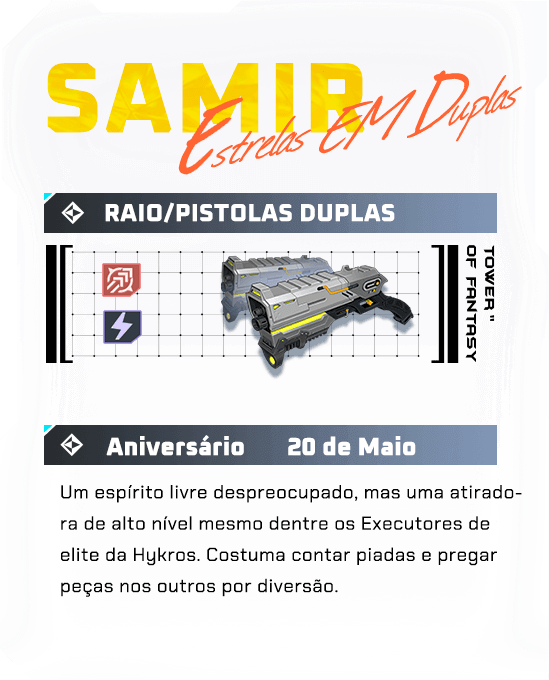 SAMIR
Estrelas EM Duplas
RAIO/PISTOLAS DUPLAS
TOWER"
OF FANTASY
Aniversário 20 de Maio
Um espírito livre despreocupado, mas uma atirado-
ra de alto nível mesmo dentre os Executores de
elite da Hykros. Costuma contar piadas e pregar
peças nos outros por diversão.